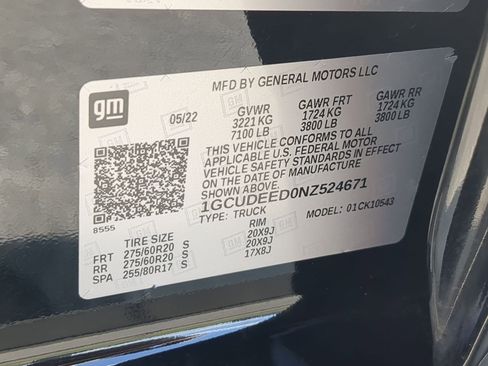 MFD BY GENERAL MOTORS LLC
gm
05/22
GVWR GAWR FRT GAWR RR
3221 KG 1724 KG 1724 KG
7100 LB 3800 LB 3800 LB
THIS VEHICLE CONFORMS TO ALL
APPLICABLE U.S. FEDERAL MOTOR
VEHICLE SAFETY STANDARDS IN EFFECT
ON THE DATE OF MANUFACTURE
SHOWN ABOVE.
1GCUDEED0NZ524671
8555
TYPE: TRUCK MODEL: 01CK10543
TIRE SIZE RIM
FRT 275/60R20 S 20X9J
RR 275/60R20 S 20X9J
SPA 255/80R17 S 17X8J